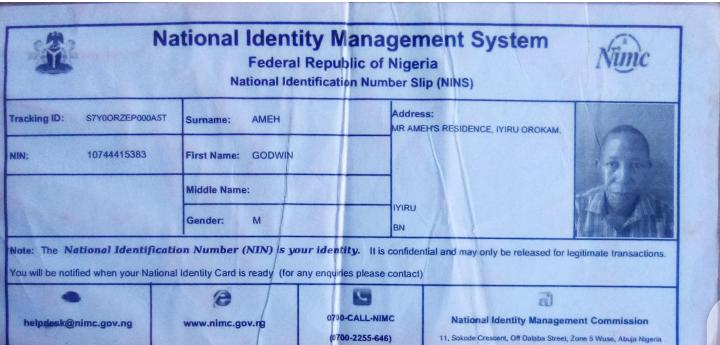 National Identity Management System
Federal Republic of Nigeria
National Identification Number Slip (NINS)
Nimc
Tracking ID: S7Y0ORZEP000A5T
Surname: AMEH
Address:
MR AMEH'S RESIDENCE, IYIRU OROKAM.
NIN: 10744415383
First Name: GODWIN
Middle Name:
IYIRU
Gender: M
BN
Note: The National Identification Number (NIN) is your identity. It is confidential and may only be released for legitimate transactions.
You will be notified when your National Identity Card is ready (for any enquiries please contact)
helpdesk@nimc.gov.ng
www.nimc.gov.ng
0700-CALL-NIMC
(0700-2255-646)
National Identity Management Commission
11, Sokode Crescent, Off Dalaba Street, Zone 5 Wuse, Abuja Nigeria